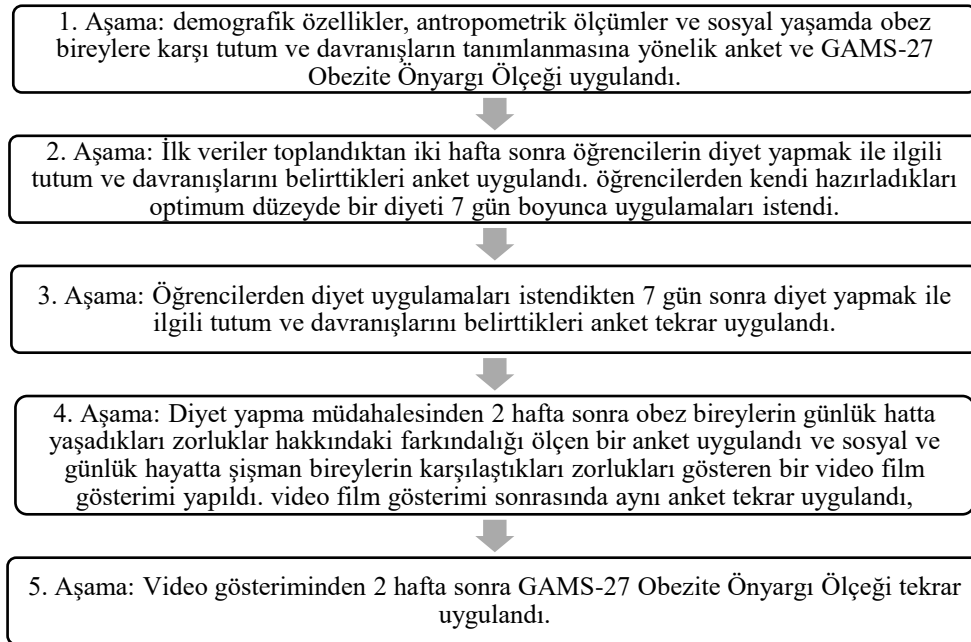 1. Aşama: demografik özellikler, antropometrik ölçümler ve sosyal yaşamda obez
bireylere karşı tutum ve davranışların tanımlanmasına yönelik anket ve GAMS-27
Obezite Önyargı Ölçeği uygulandı.
2. Aşama: İlk veriler toplandıktan iki hafta sonra öğrencilerin diyet yapmak ile ilgili
tutum ve davranışlarını belirttikleri anket uygulandı. öğrencilerden kendi hazırladıkları
optimum düzeyde bir diyeti 7 gün boyunca uygulamaları istendi.
3. Aşama: Öğrencilerden diyet uygulamaları istendikten 7 gün sonra diyet yapmak ile
ilgili tutum ve davranışlarını belirttikleri anket tekrar uygulandı.
4. Aşama: Diyet yapma müdahalesinden 2 hafta sonra obez bireylerin günlük hatta
yaşadıkları zorluklar hakkındaki farkındalığı ölçen bir anket uygulandı ve sosyal ve
günlük hayatta şişman bireylerin karşılaştıkları zorlukları gösteren bir video film
gösterimi yapıldı. video film gösterimi sonrasında aynı anket tekrar uygulandı,
5. Aşama: Video gösteriminden 2 hafta sonra GAMS-27 Obezite Önyargı Ölçeği tekrar
uygulandı.